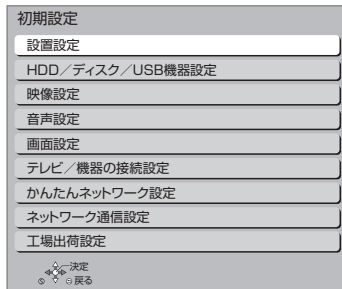 初期設定
設置設定
HDD／ディスク／USB機器設定
映像設定
音声設定
画面設定
テレビ／機器の接続設定
かんたんネットワーク設定
ネットワーク通信設定
工場出荷設定
決定
戻る